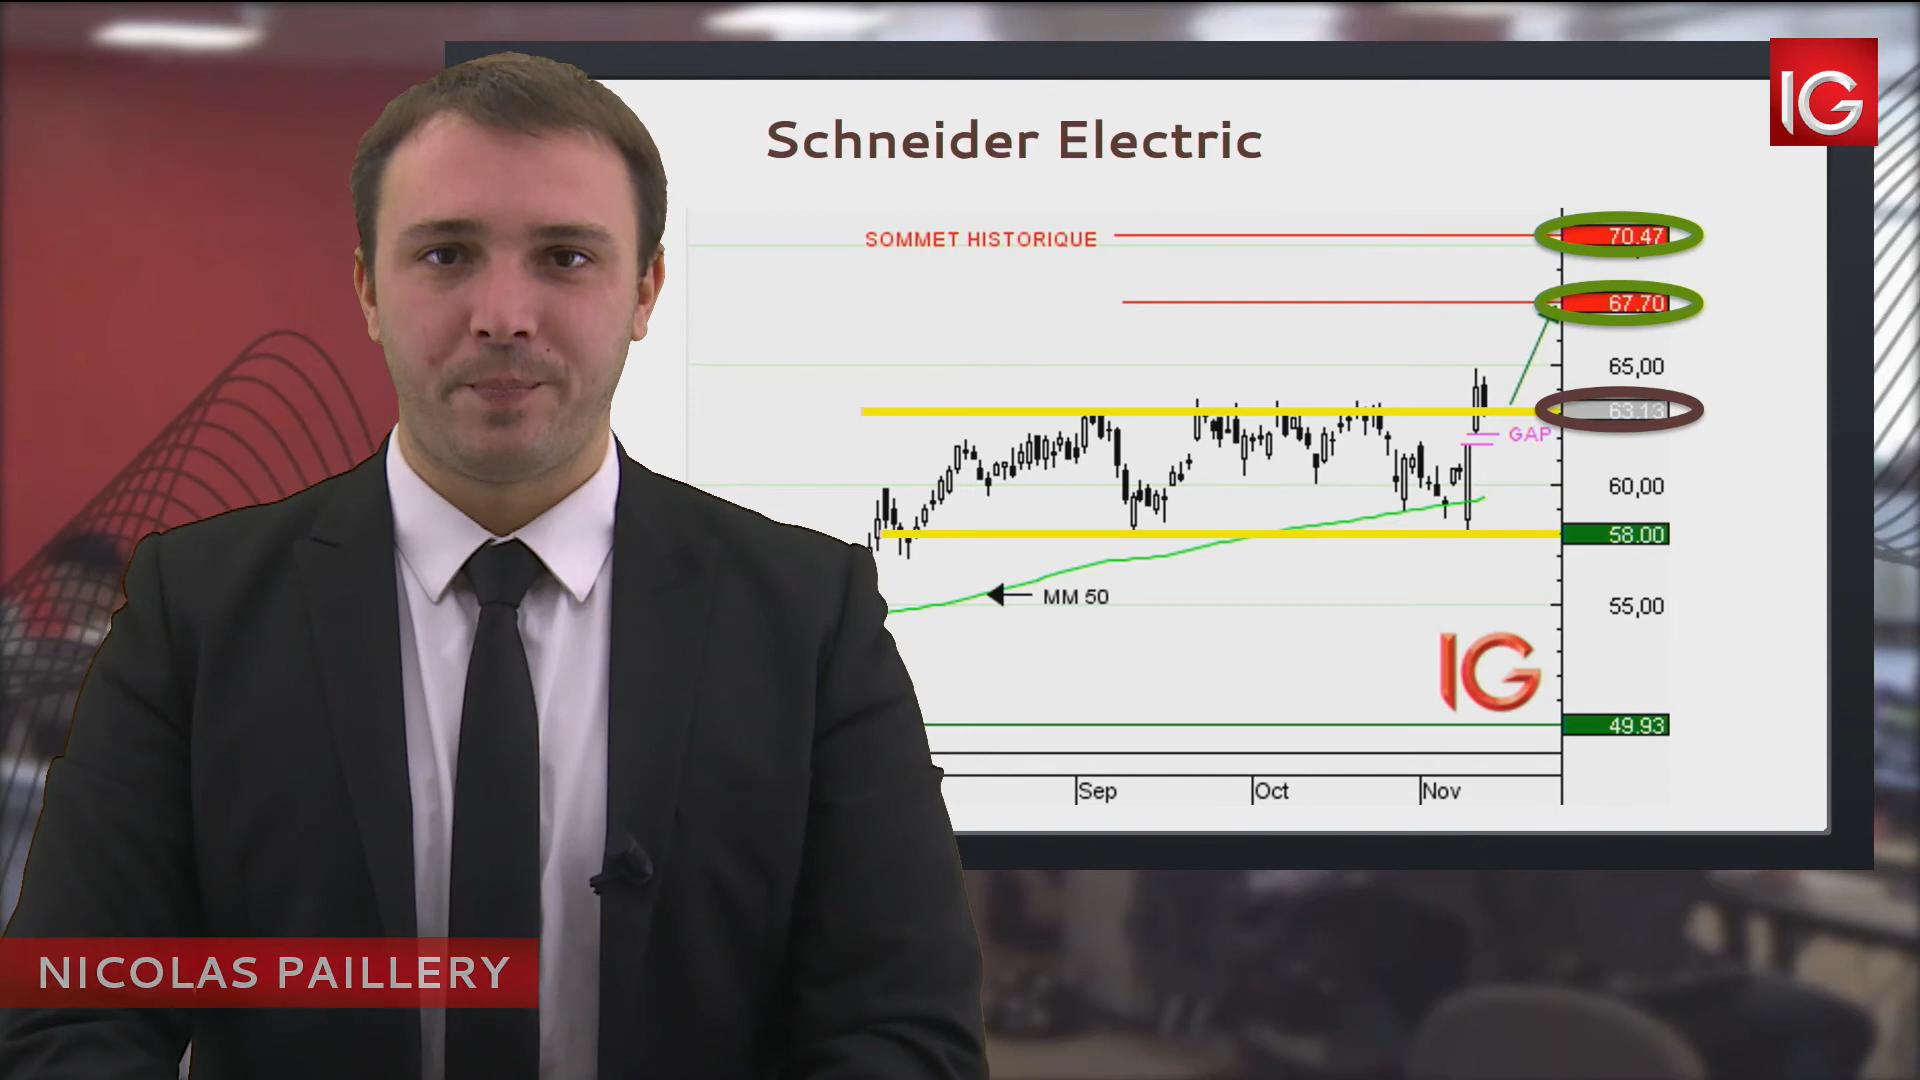 IG
Schneider Electric
SOMMET HISTORIQUE
70.47
67.70
65,00
63.13
GAP
60,00
58.00
MM 50
55,00
IG
49.93
Sep
Oct
Nov
NICOLAS PAILLERY